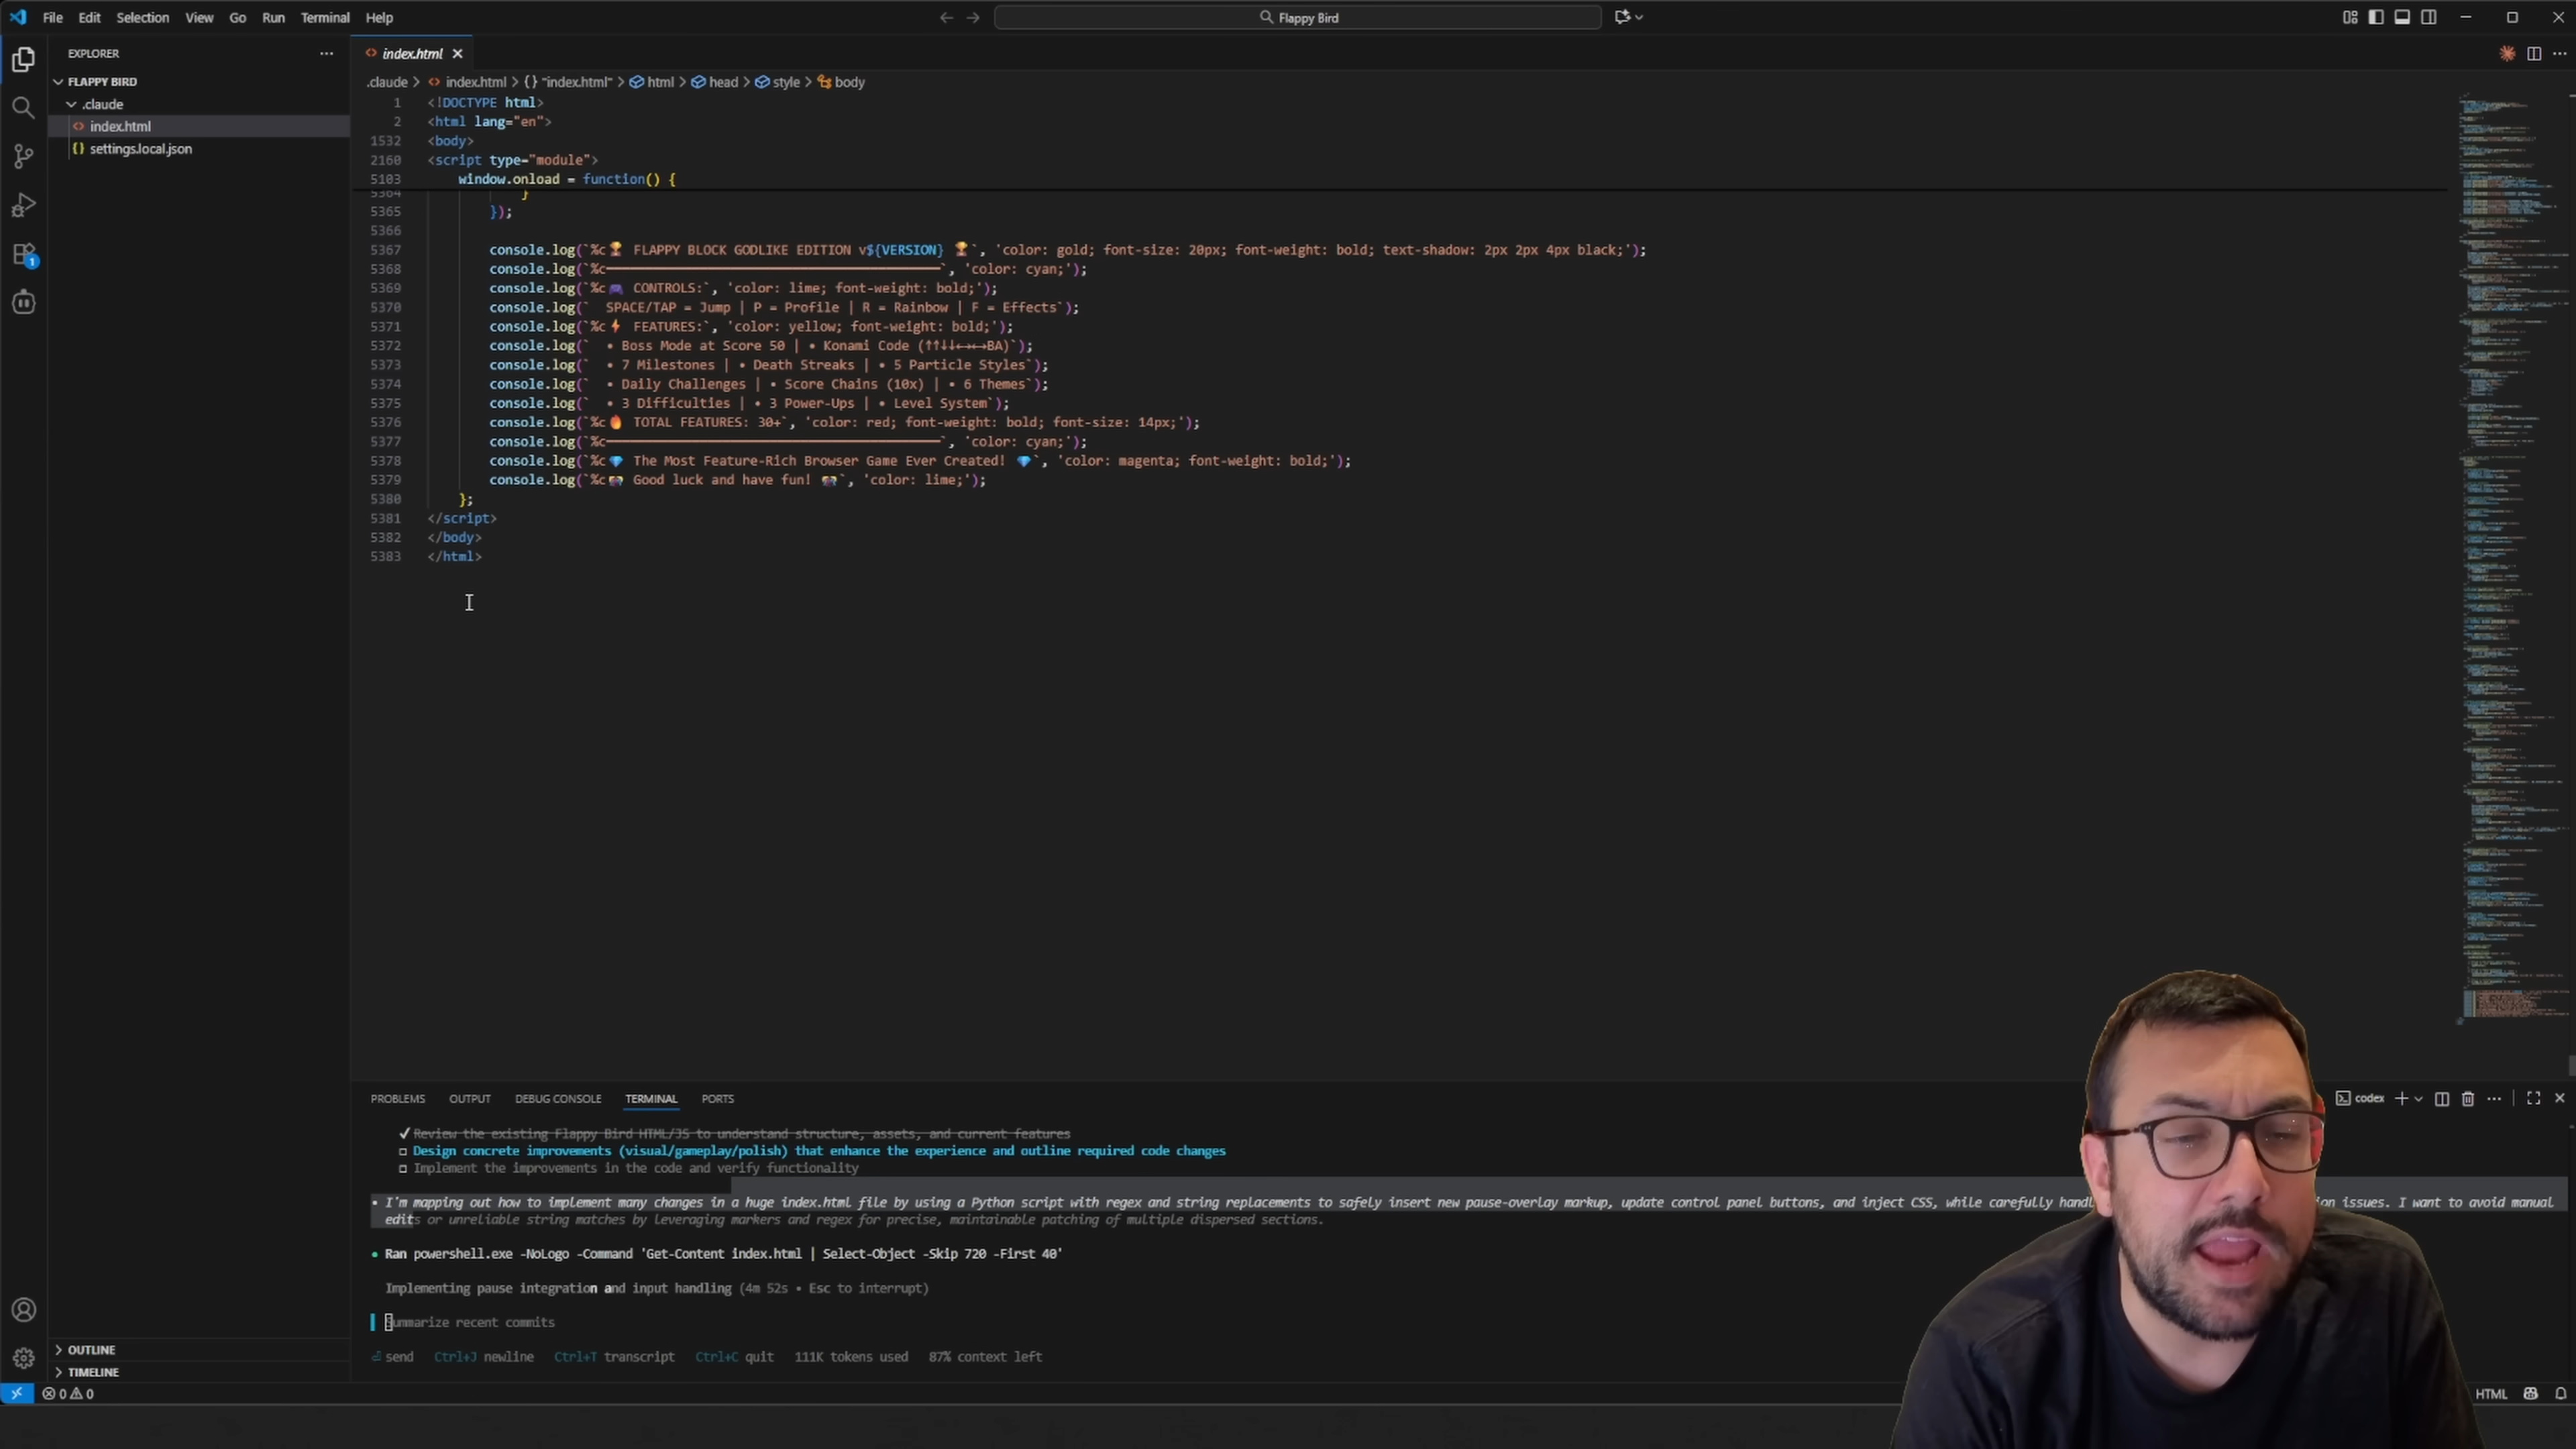 File Edit Selection View Go Run Terminal Help
Flappy Bird
EXPLORER
FLAPPY BIRD
.claude
index.html
settings.local.json
index.html
.claude > index.html > {} "index.html" > html > head > style > body
1 <!DOCTYPE html>
2 <html lang="en">
1532 <body>
2160 <script type="module">
5103 window.onload = function() {
5364 }
5365 });
5366
5367 console.log(`%c🏆 FLAPPY BLOCK GODLIKE EDITION v${VERSION} 🏆`, 'color: gold; font-size: 20px; font-weight: bold; text-shadow: 2px 2px 4px black;');
5368 console.log(`%c━━━━━━━━━━━━━━━━━━━━━━━━━━━━━━━━━━━━━━━━━━━`, 'color: cyan;');
5369 console.log(`%c🎮 CONTROLS:`, 'color: lime; font-weight: bold;');
5370 console.log(`  SPACE/TAP = Jump | P = Profile | R = Rainbow | F = Effects`);
5371 console.log(`%c⚡ FEATURES:`, 'color: yellow; font-weight: bold;');
5372 console.log(`  • Boss Mode at Score 50 | • Konami Code (↑↑↓↓←→←→BA)`);
5373 console.log(`  • 7 Milestones | • Death Streaks | • 5 Particle Styles`);
5374 console.log(`  • Daily Challenges | • Score Chains (10x) | • 6 Themes`);
5375 console.log(`  • 3 Difficulties | • 3 Power-Ups | • Level System`);
5376 console.log(`%c🔥 TOTAL FEATURES: 30+`, 'color: red; font-weight: bold; font-size: 14px;');
5377 console.log(`%c━━━━━━━━━━━━━━━━━━━━━━━━━━━━━━━━━━━━━━━━━━━`, 'color: cyan;');
5378 console.log(`%c💎 The Most Feature-Rich Browser Game Ever Created! 💎`, 'color: magenta; font-weight: bold;');
5379 console.log(`%c Good luck and have fun! `, 'color: lime;');
5380 };
5381 </script>
5382 </body>
5383 </html>
PROBLEMS OUTPUT DEBUG CONSOLE TERMINAL PORTS
codex
✔ Review the existing Flappy Bird HTML/JS to understand structure, assets, and current features
□ Design concrete improvements (visual/gameplay/polish) that enhance the experience and outline required code changes
□ Implement the improvements in the code and verify functionality
• I'm mapping out how to implement many changes in a huge index.html file by using a Python script with regex and string replacements to safely insert new pause-overlay markup, update control panel buttons, and inject CSS, while carefully issues. I want to avoid manual
edits or unreliable string matches by leveraging markers and regex for precise, maintainable patching of multiple dispersed sections.
• Ran powershell.exe -NoLogo -Command 'Get-Content index.html | Select-Object -Skip 720 -First 40'
Implementing pause integration and input handling (4m 52s • Esc to interrupt)
ummarize recent commits
⏎ send Ctrl+J newline Ctrl+T transcript Ctrl+C quit 111K tokens used 87% context left
OUTLINE
TIMELINE
0 0
HTML
1